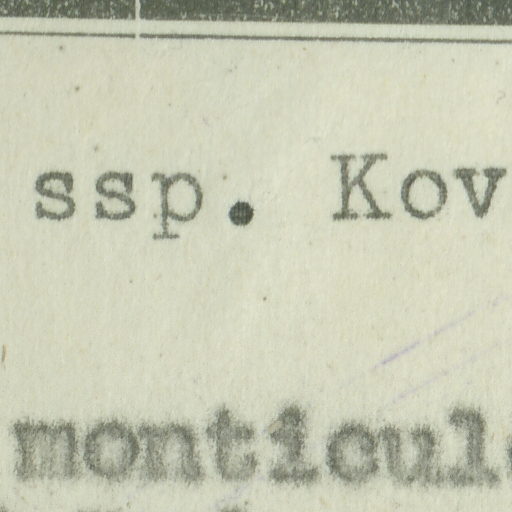 ssp. Kov
monticul